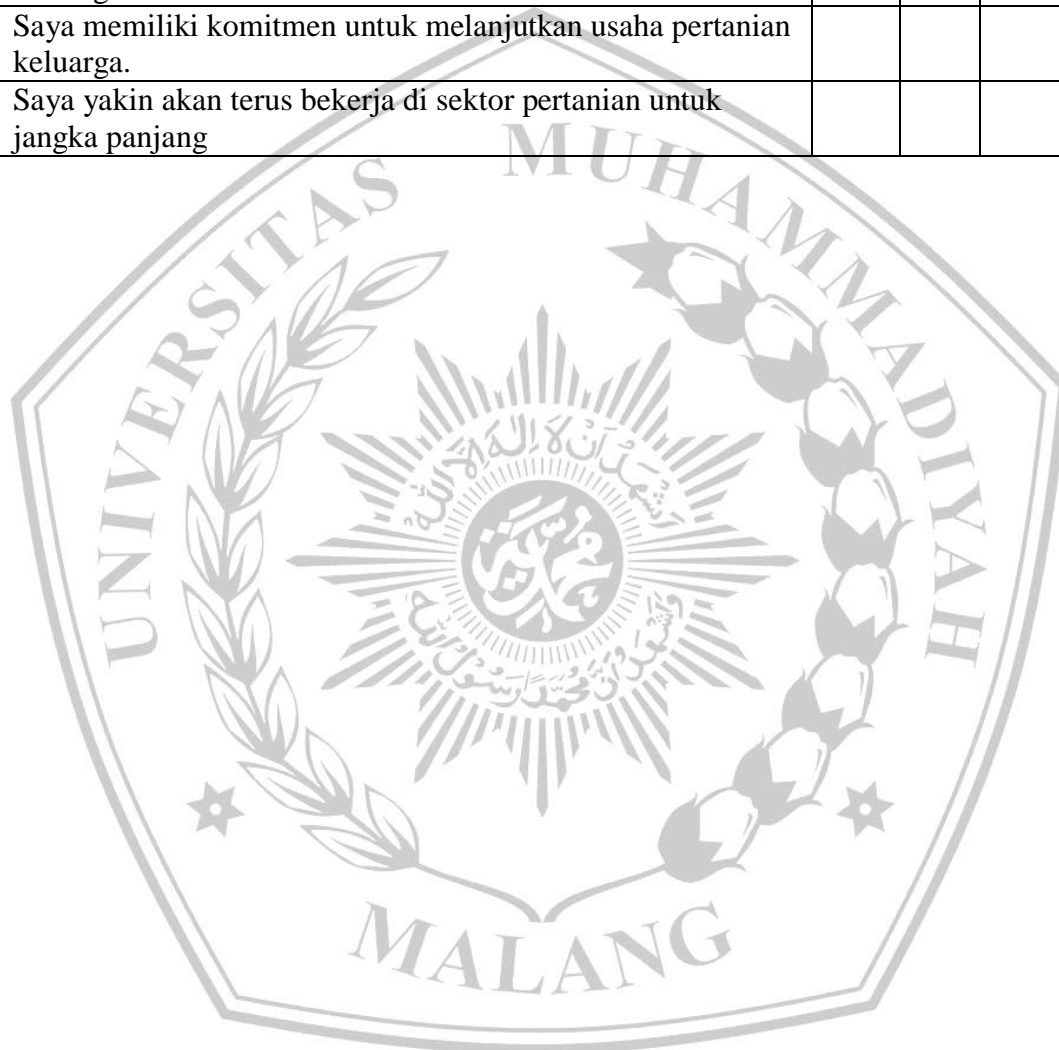 Saya memiliki komitmen untuk melanjutkan usaha pertanian
keluarga.
Saya yakin akan terus bekerja di sektor pertanian untuk
jangka panjang
UNIVERSITAS MUHAMMADIYAH
MALANG